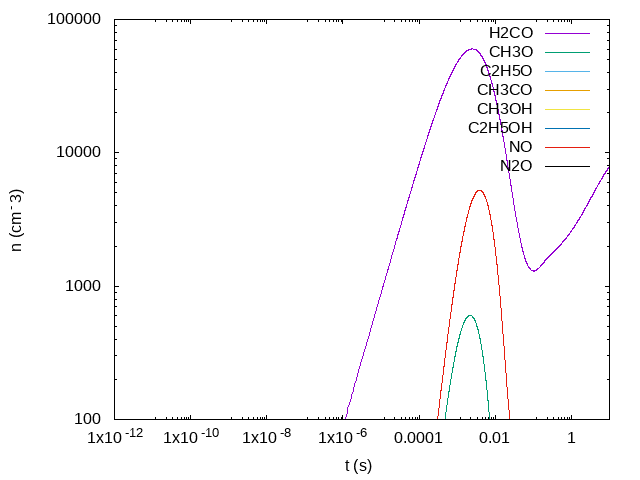 100000
10000
1000
100
n (cm-3)
1x10-12
1x10-10
1x10-8
1x10-6
0.0001
0.01
1
t (s)
H2CO
CH3O
C2H5O
CH3CO
CH3OH
C2H5OH
NO
N2O